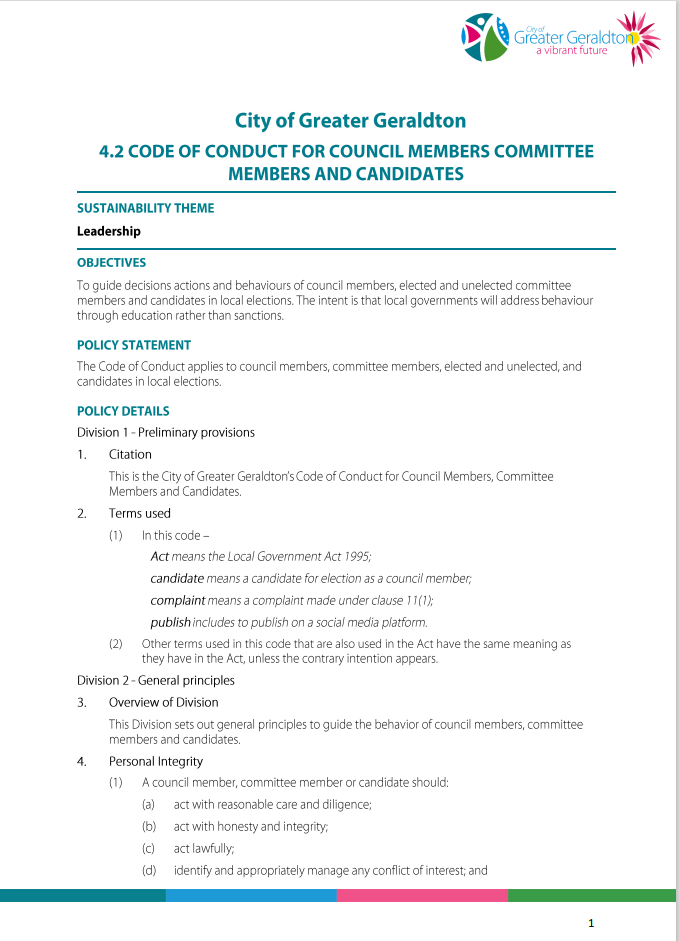 City of
Greater Geraldton
a vibrant future
City of Greater Geraldton
4.2 CODE OF CONDUCT FOR COUNCIL MEMBERS COMMITTEE
MEMBERS AND CANDIDATES
SUSTAINABILITY THEME
Leadership
OBJECTIVES
To guide decisions actions and behaviours of council members, elected and unelected committee
members and candidates in local elections. The intent is that local governments will address behaviour
through education rather than sanctions.
POLICY STATEMENT
The Code of Conduct applies to council members, committee members, elected and unelected, and
candidates in local elections.
POLICY DETAILS
Division 1 - Preliminary provisions
1. Citation
This is the City of Greater Geraldton's Code of Conduct for Council Members, Committee
Members and Candidates.
2. Terms used
(1) In this code –
Act means the Local Government Act 1995;
candidate means a candidate for election as a council member;
complaint means a complaint made under clause 11(1);
publish includes to publish on a social media platform.
(2) Other terms used in this code that are also used in the Act have the same meaning as
they have in the Act, unless the contrary intention appears.
Division 2 - General principles
3. Overview of Division
This Division sets out general principles to guide the behavior of council members, committee
members and candidates.
4. Personal Integrity
(1) A council member, committee member or candidate should:
(a) act with reasonable care and diligence;
(b) act with honesty and integrity;
(c) act lawfully;
(d) identify and appropriately manage any conflict of interest; and
1